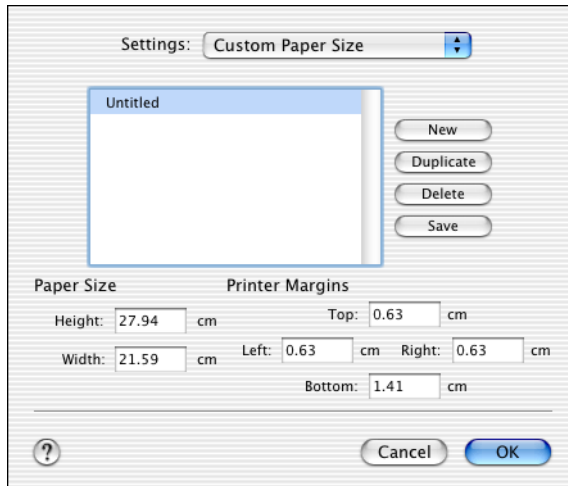 Settings: Custom Paper Size
Untitled
New
Duplicate
Delete
Save
Paper Size
Printer Margins
Height: 27.94 cm
Top: 0.63 cm
Width: 21.59 cm
Left: 0.63 cm Right: 0.63 cm
Bottom: 1.41 cm
? Cancel OK